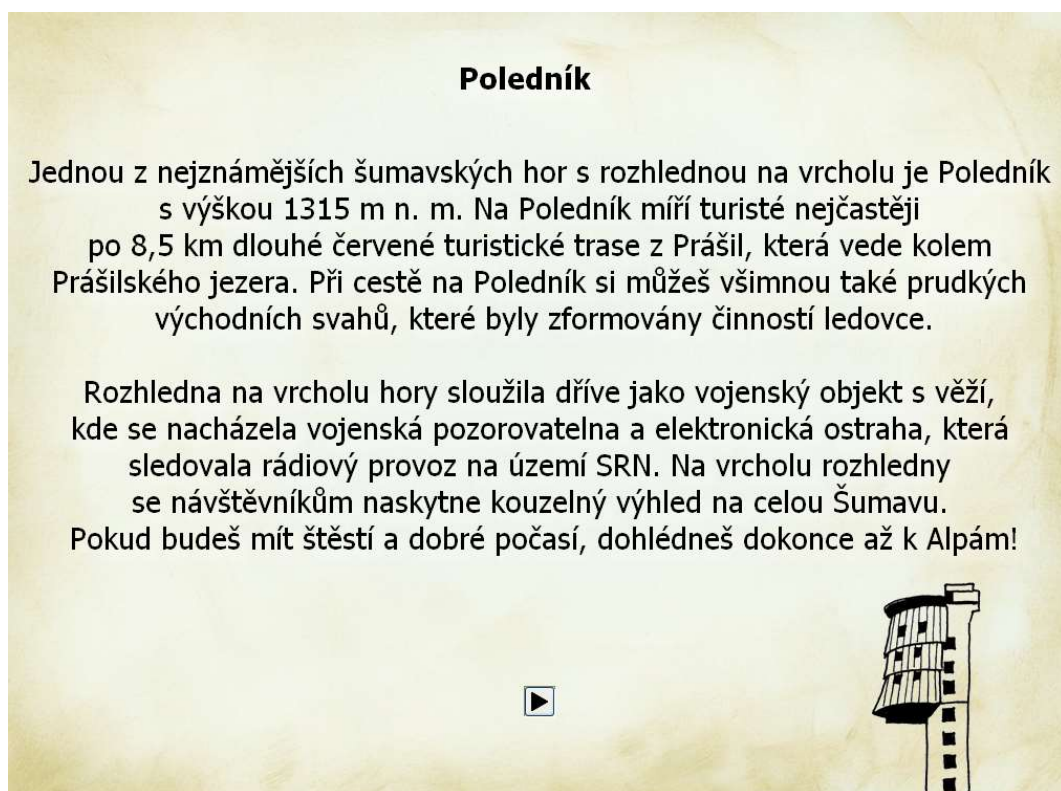 Poledník
Jednou z nejznámějších šumavských hor s rozhlednou na vrcholu je Poledník
s výškou 1315 m n. m. Na Poledník míří turisté nejčastěji
po 8,5 km dlouhé červené turistické trase z Prášil, která vede kolem
Prášilského jezera. Při cestě na Poledník si můžeš všimnou také prudkých
východních svahů, které byly zformovány činností ledovce.
Rozhledna na vrcholu hory sloužila dříve jako vojenský objekt s věží,
kde se nacházela vojenská pozorovatelna a elektronická ostraha, která
sledovala rádiový provoz na území SRN. Na vrcholu rozhledny
se návštěvníkům naskytne kouzelný výhled na celou Šumavu.
Pokud budeš mít štěstí a dobré počasí, dohlédneš dokonce až k Alpám!